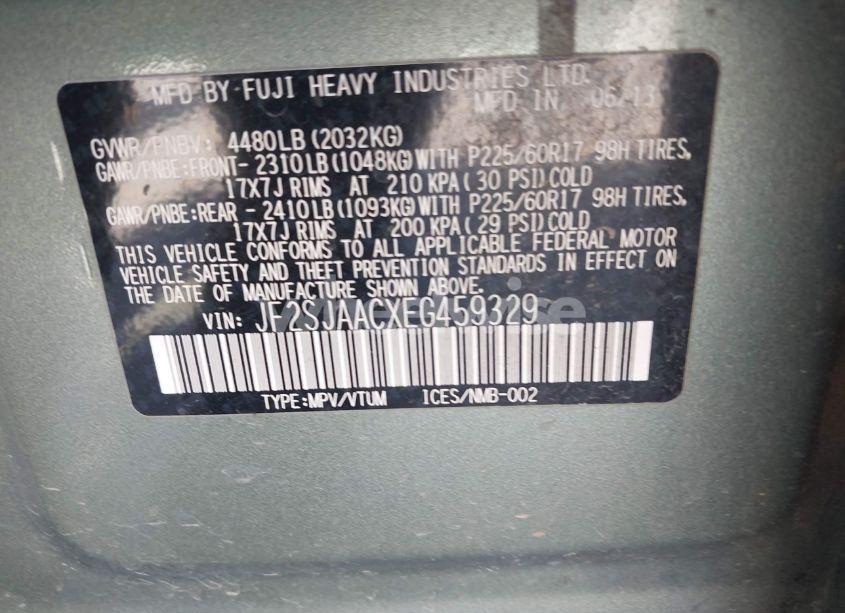 MFD BY FUJI HEAVY INDUSTRIES LTD.
MFD IN, 06/13
GVWR/PNBV: 4480LB (2032KG)
GAWR/PNBE:FRONT- 2310LB(1048KG)WITH P225/60R17 98H TIRES,
17X7J RIMS AT 210 KPA( 30 PSI)COLD
GAWR/PNBE:REAR - 2410LB(1093KG)WITH P225/60R17 98H TIRES,
17X7J RIMS AT 200 KPA( 29 PSI)COLD
THIS VEHICLE CONFORMS TO ALL APPLICABLE FEDERAL MOTOR
VEHICLE SAFETY AND THEFT PREVENTION STANDARDS IN EFFECT ON
THE DATE OF MANUFACTURE SHOWN ABOVE.
VIN: JF2SJAACXEG459329
TYPE:MPV/VTUM ICES/NMB-002